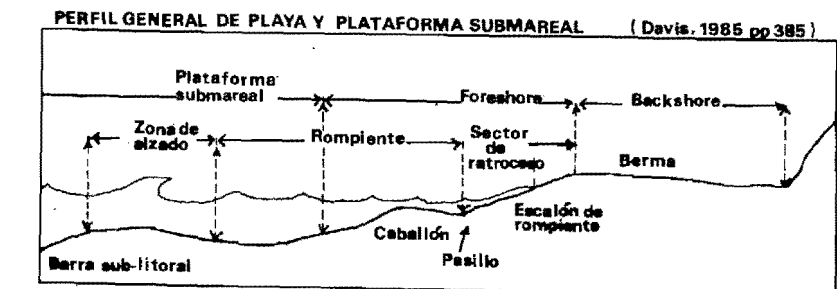 PERFIL GENERAL DE PLAYA Y PLATAFORMA SUBMAREAL (Davis, 1985 pp 385)
Plataforma
submareal
Foreshore
Backshore
Zona de
alzado
Rompiente
Sector
de
ratroceso
Berma
Escalón de
rompiente
Caballón
Pasillo
Barra sub-litoral